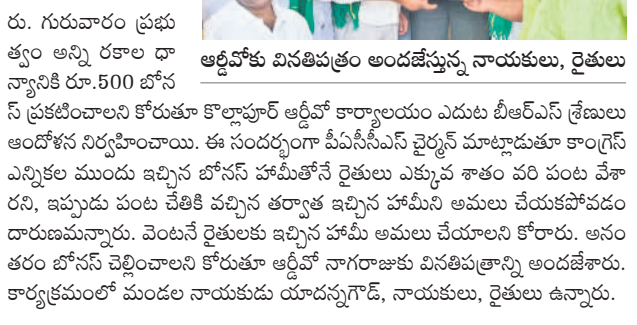 రు. గురువారం ప్రభు
త్వం అన్ని రకాల ధా
న్యానికి రూ.500 బోన
ఆర్డీవోకు వినతిపత్రం అందజేస్తున్న నాయకులు, రైతులు
స్ ప్రకటించాలని కోరుతూ కొల్లాపూర్ ఆర్డీవో కార్యాలయం ఎదుట బీఆర్ఎస్ శ్రేణులు
ఆందోళన నిర్వహించాయి. ఈ సందర్భంగా పీఏసీసీఎస్ చైర్మన్ మాట్లాడుతూ కాంగ్రెస్
ఎన్నికల ముందు ఇచ్చిన బోనస్ హామీతోనే రైతులు ఎక్కువ శాతం వరి పంట వేశా
రని, ఇప్పుడు పంట చేతికి వచ్చిన తర్వాత ఇచ్చిన హామీని అమలు చేయకపోవడం
దారుణమన్నారు. వెంటనే రైతులకు ఇచ్చిన హామీ అమలు చేయాలని కోరారు. అనం
తరం బోనస్ చెల్లించాలని కోరుతూ ఆర్డీవో నాగరాజుకు వినతిపత్రాన్ని అందజేశారు.
కార్యక్రమంలో మండల నాయకుడు యాదన్నగౌడ్, నాయకులు, రైతులు ఉన్నారు.